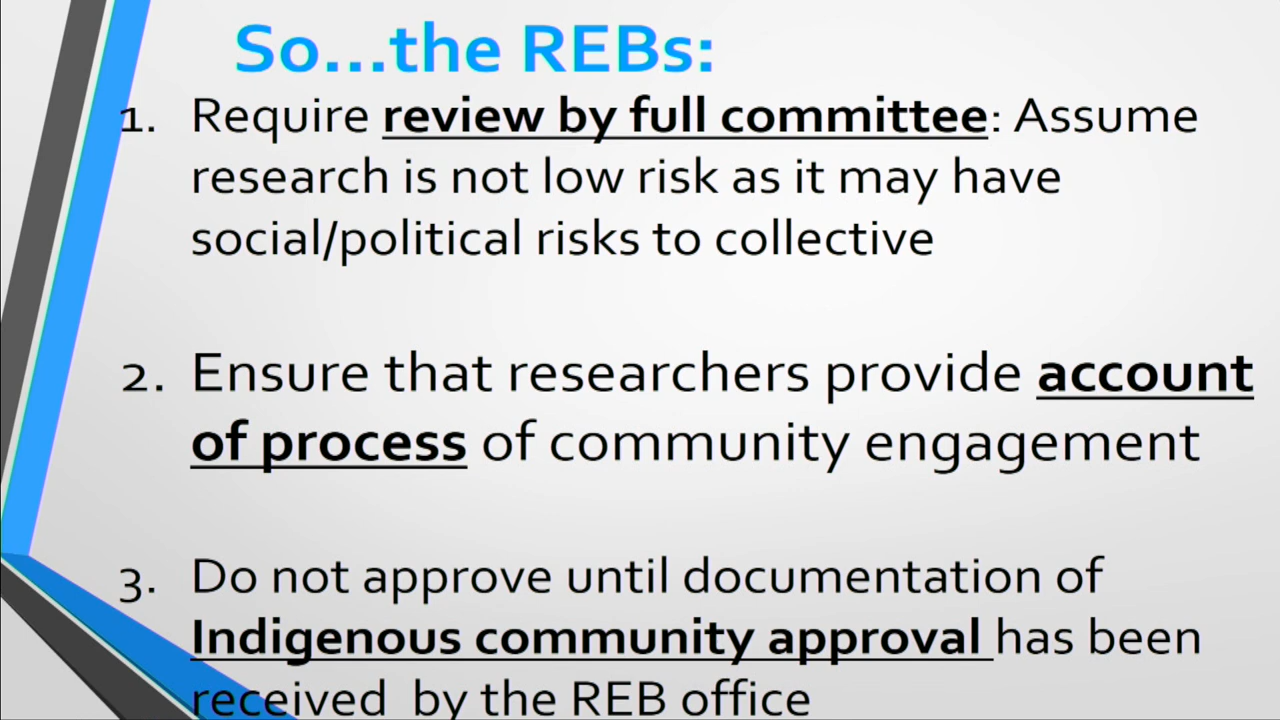 So...the REBs:
1. Require review by full committee: Assume
research is not low risk as it may have
social/political risks to collective
2. Ensure that researchers provide account
of process of community engagement
3. Do not approve until documentation of
Indigenous community approval has been
received by the REB office